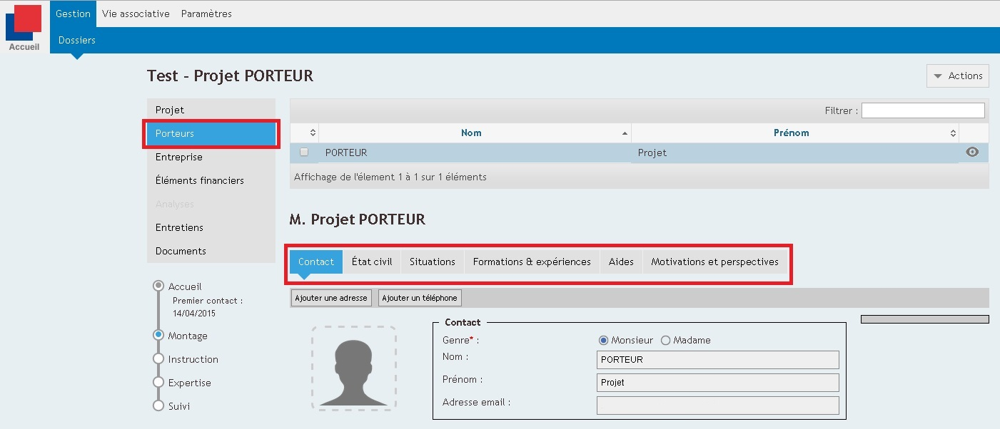 Gestion Vie associative Paramètres
Accueil
Dossiers
Test - Projet PORTEUR
Actions
Projet
Porteurs
Entreprise
Éléments financiers
Analyses
Entretiens
Documents
Filtrer :
Nom Prénom
PORTEUR Projet
Affichage de l'élement 1 à 1 sur 1 éléments
M. Projet PORTEUR
Contact État civil Situations Formations & expériences Aides Motivations et perspectives
Ajouter une adresse Ajouter un téléphone
Accueil
Premier contact :
14/04/2015
Montage
Instruction
Expertise
Suivi
Contact
Genre* : Monsieur Madame
Nom : PORTEUR
Prénom : Projet
Adresse email :